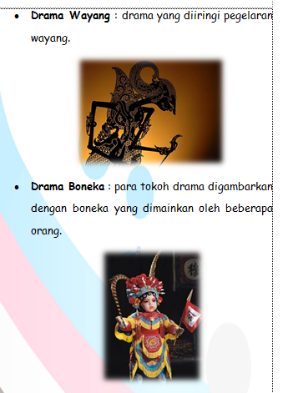 • Drama Wayang : drama yang diiringi pegelaran
wayang.
• Drama Boneka : para tokoh drama digambarkan
dengan boneka yang dimainkan oleh beberapa
orang.